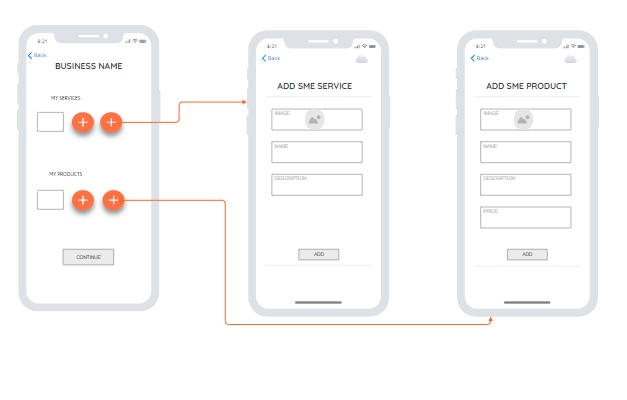 8:21
Back
BUSINESS NAME
MY SERVICES:
MY PRODUCTS
CONTINUE
8:21
Back
ADD SME SERVICE
IMAGE
NAME
DESCRIPTION
ADD
8:21
Back
ADD SME PRODUCT
IMAGE
NAME
DESCRIPTION
PRICE
ADD